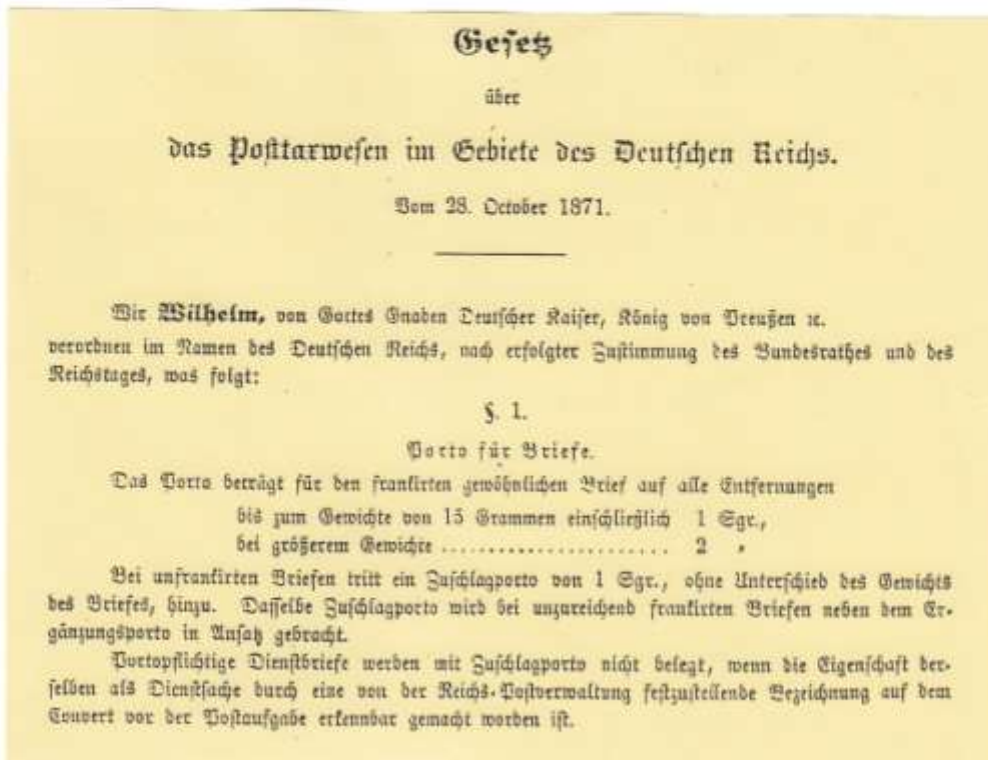 Gesetz
über
das Posttaxwesen im Gebiete des Deutschen Reichs.
Vom 28. October 1871.
Wir Wilhelm, von Gottes Gnaden Deutscher Kaiser, König von Preußen ꝛc.
verordnen im Namen des Deutschen Reichs, nach erfolgter Zustimmung des Bundesrathes und des
Reichstages, was folgt:
§. 1.
Porto für Briefe.
Das Porto beträgt für den frankirten gewöhnlichen Brief auf alle Entfernungen
bis zum Gewichte von 15 Grammen einschließlich 1 Sgr.,
bei größerem Gewichte ........................ 2 „
Bei unfrankirten Briefen tritt ein Zuschlagporto von 1 Sgr., ohne Unterschied des Gewichts
des Briefes, hinzu. Dasselbe Zuschlagporto wird bei unzureichend frankirten Briefen neben dem Er-
gänzungsporto in Ansatz gebracht.
Portopflichtige Dienstbriefe werden mit Zuschlagporto nicht belegt, wenn die Eigenschaft der-
selben als Dienstsache durch eine von der Reichs-Postverwaltung festzustellende Bezeichnung auf dem
Couvert vor der Postaufgabe erkennbar gemacht worden ist.